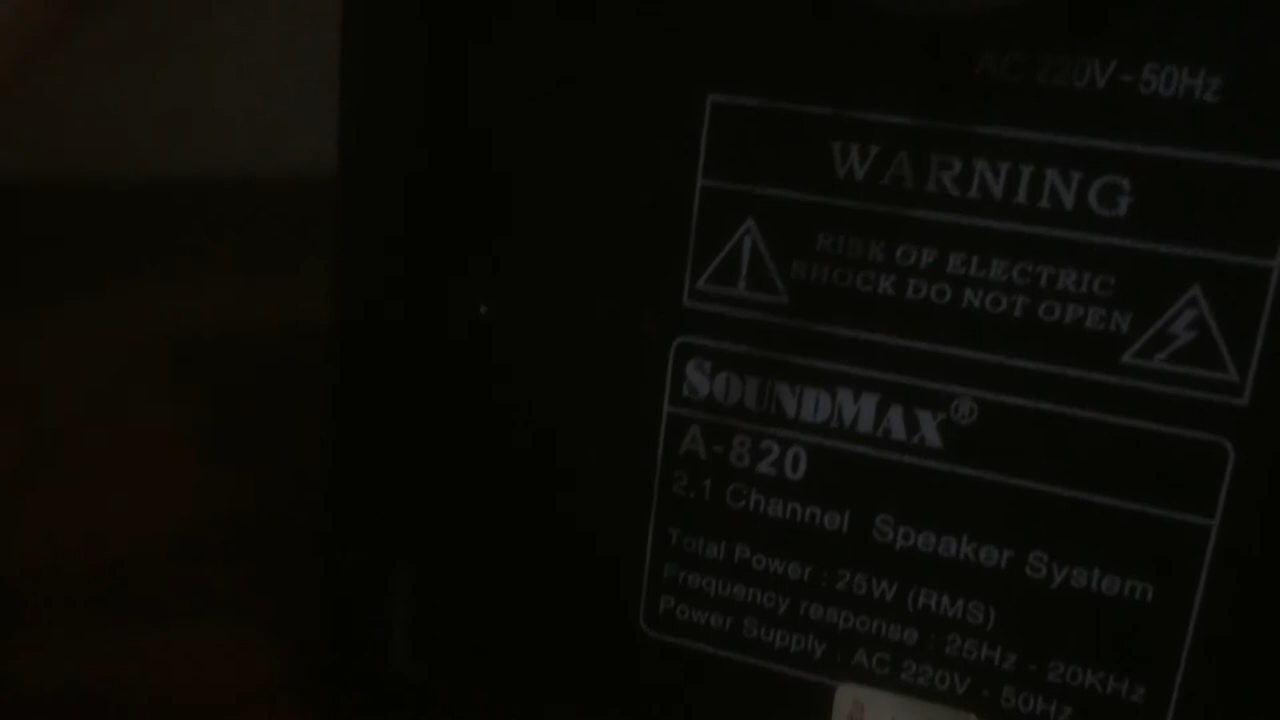 AC 220V - 50Hz
WARNING
RISK OF ELECTRIC
SHOCK DO NOT OPEN
SOUNDMAX®
A-820
2.1 Channel Speaker System
Total Power : 25W (RMS)
Frequency response : 25Hz - 20KHz
Power Supply : AC 220V - 50Hz